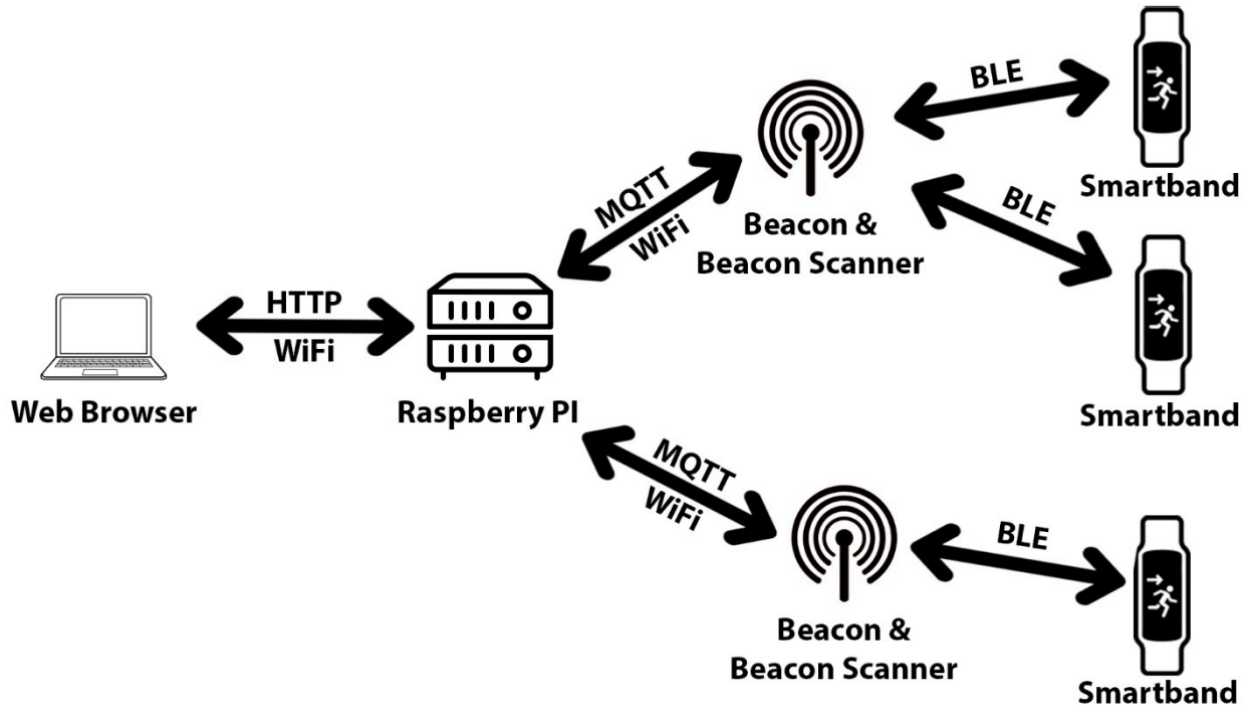 BLE
Smartband
MQTT
WiFi
Beacon &
Beacon Scanner
BLE
Smartband
HTTP
WiFi
Web Browser
Raspberry PI
MQTT
WiFi
Beacon &
Beacon Scanner
BLE
Smartband